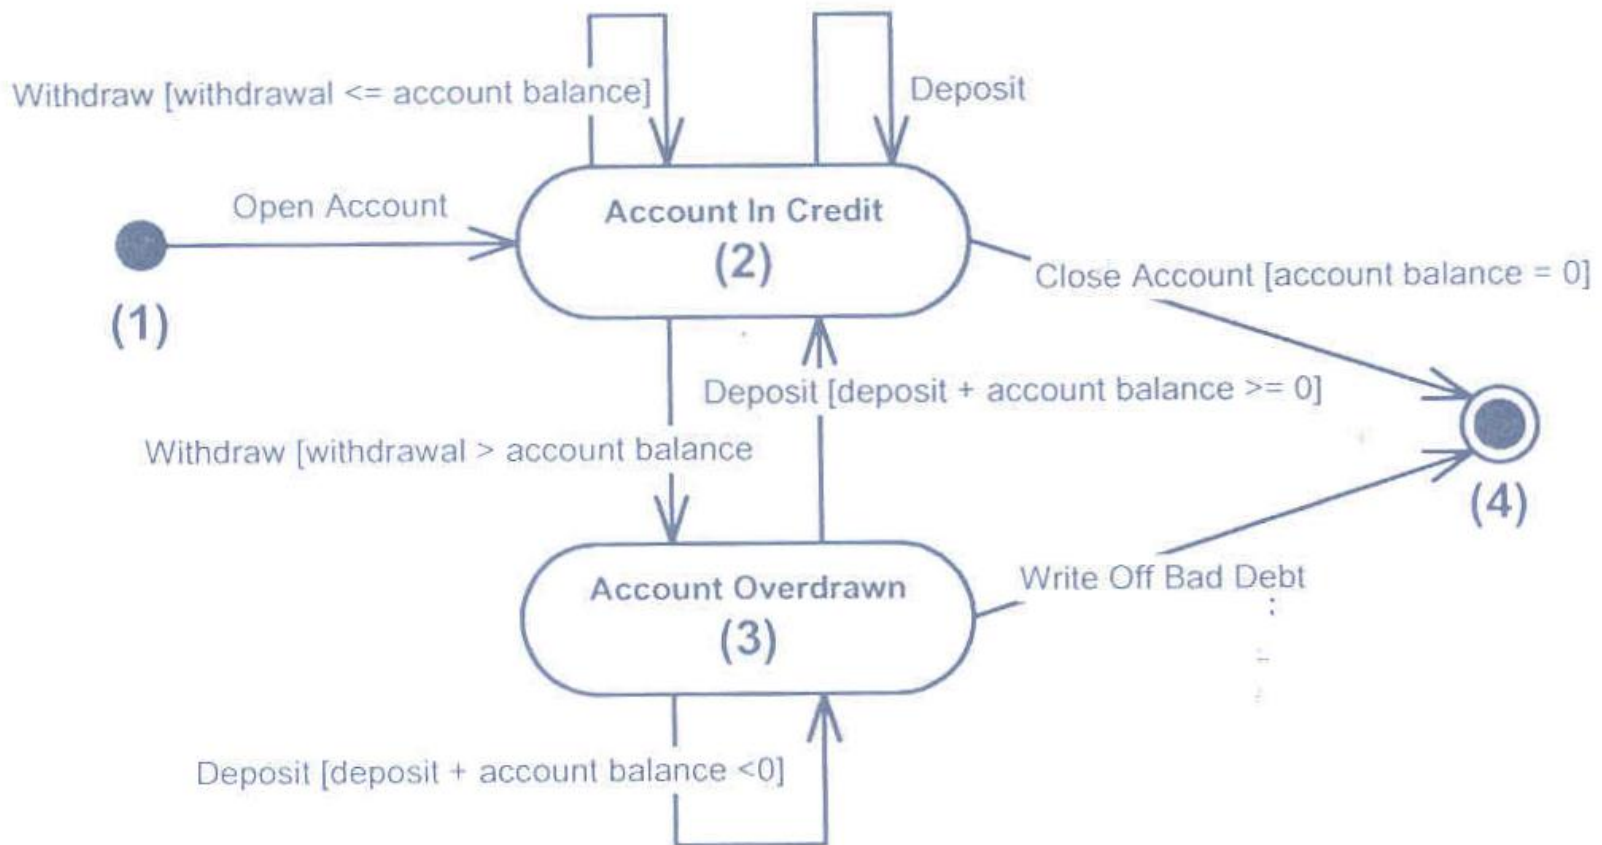 Withdraw [withdrawal <= account balance]
Deposit
Open Account
Account In Credit
(2)
(1)
Close Account [account balance = 0]
Deposit [deposit + account balance >= 0]
Withdraw [withdrawal > account balance
(4)
Account Overdrawn
(3)
Write Off Bad Debt
Deposit [deposit + account balance <0]